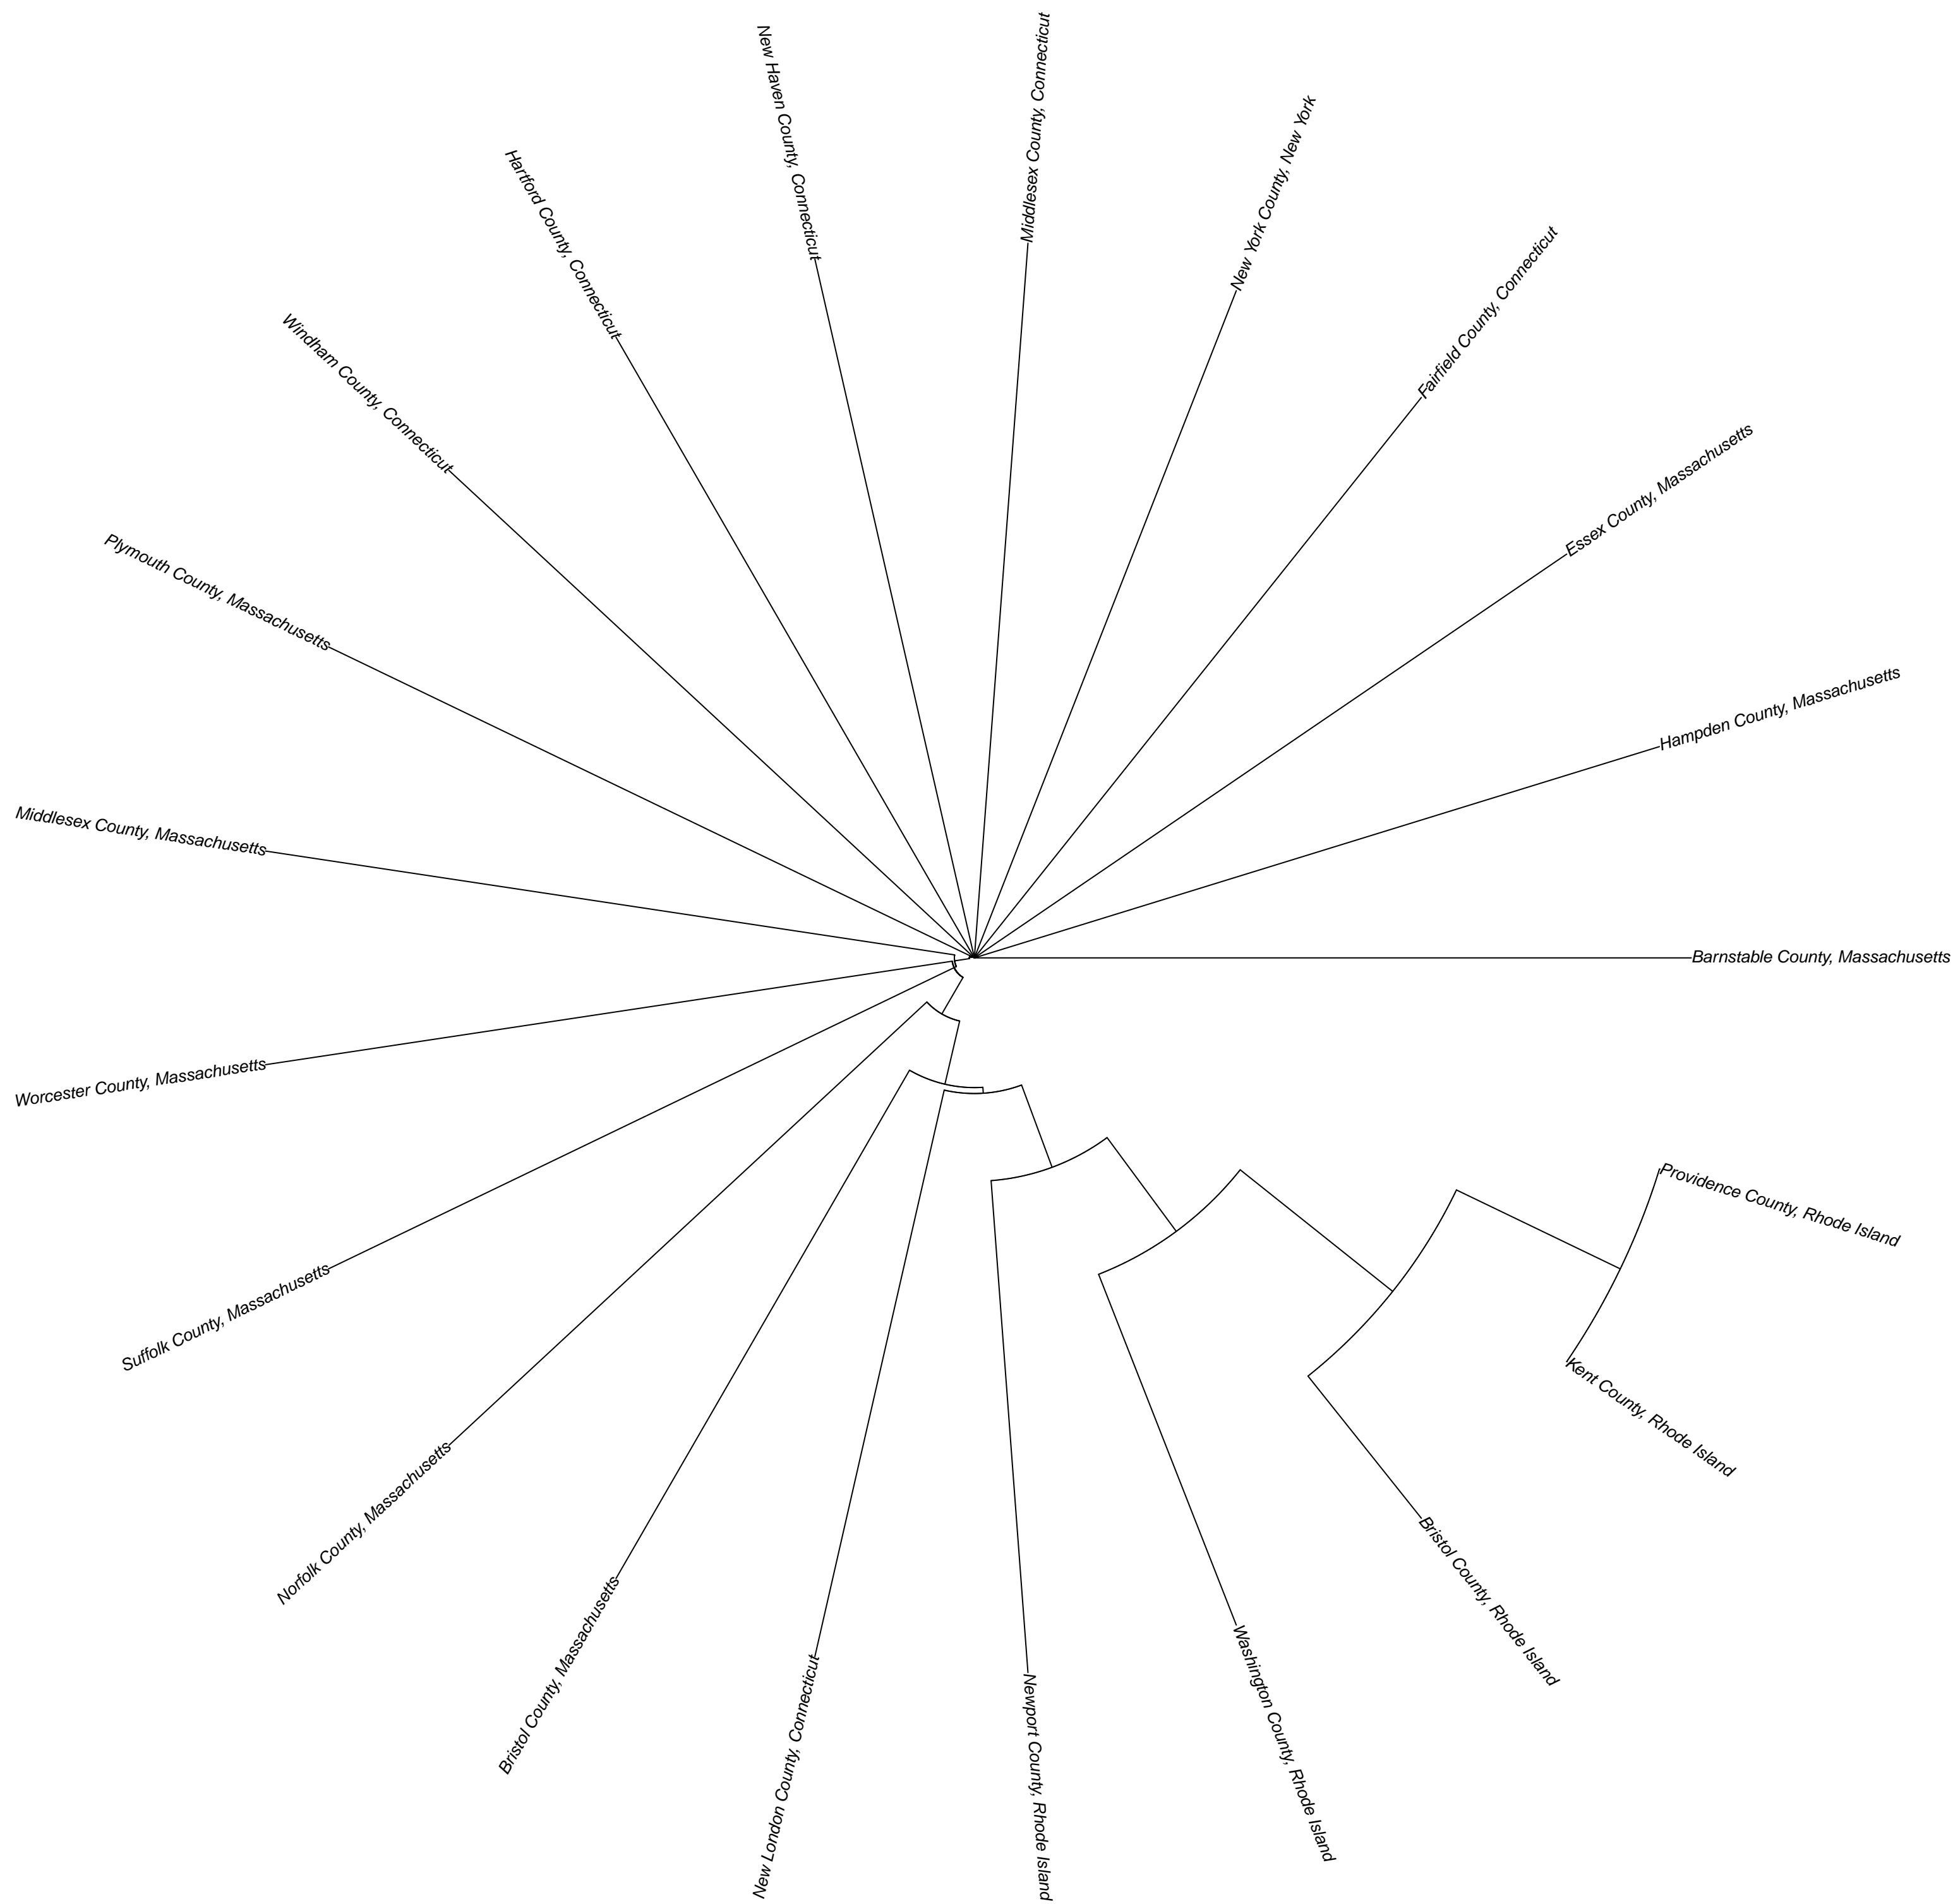 New Haven County, Connecticut
Middlesex County, Connecticut
New York County, New York
Hartford County, Connecticut
Fairfield County, Connecticut
Windham County, Connecticut
Essex County, Massachusetts
Plymouth County, Massachusetts
Hampden County, Massachusetts
Middlesex County, Massachusetts
Barnstable County, Massachusetts
Worcester County, Massachusetts
Providence County, Rhode Island
Suffolk County, Massachusetts
Kent County, Rhode Island
Norfolk County, Massachusetts
Bristol County, Rhode Island
Bristol County, Massachusetts
Washington County, Rhode Island
New London County, Connecticut
Newport County, Rhode Island